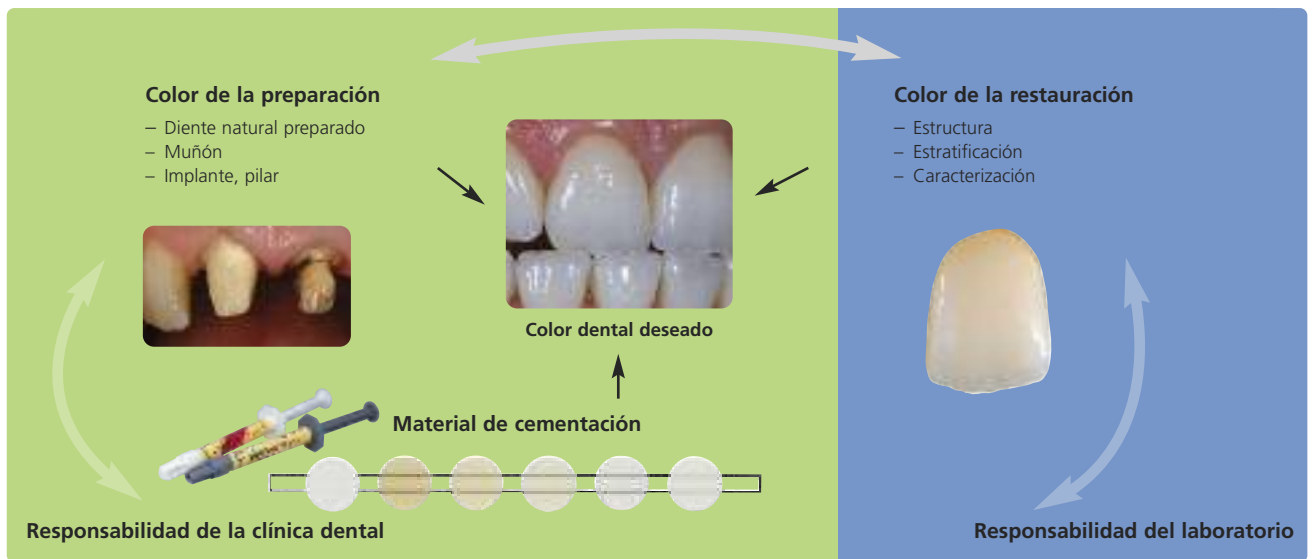 Color de la preparación
– Diente natural preparado
– Muñón
– Implante, pilar
Color de la restauración
– Estructura
– Estratificación
– Caracterización
Color dental deseado
Material de cementación
Responsabilidad de la clínica dental
Responsabilidad del laboratorio